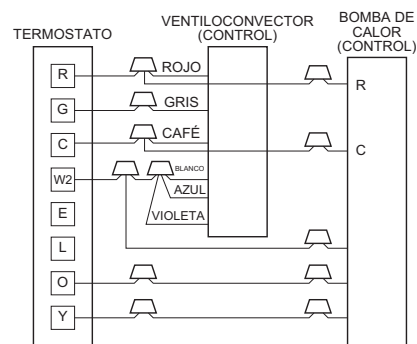 TERMOSTATO
VENTILOCONVECTOR
(CONTROL)
BOMBA DE
CALOR
(CONTROL)
R
G
C
W2
E
L
O
Y
ROJO
GRIS
CAFÉ
BLANCO
AZUL
VIOLETA
R
C